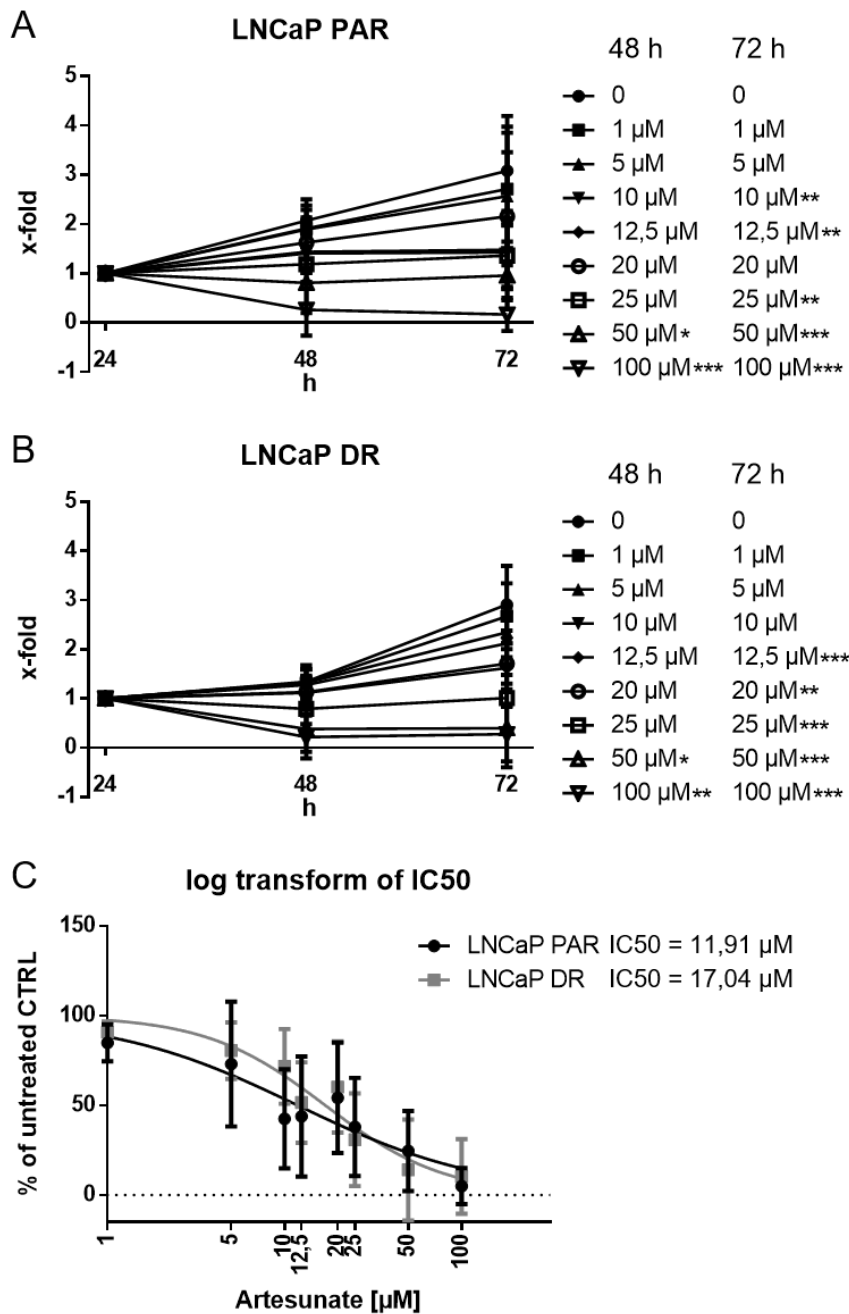 A
LNCaP PAR
48 h 72 h
5
4
3
2
1
0
-1
x-fold
24 48 72
h
0 0
1 µM 1 µM
5 µM 5 µM
10 µM 10 µM**
12,5 µM 12,5 µM**
20 µM 20 µM
25 µM 25 µM**
50 µM* 50 µM***
100 µM*** 100 µM***
B
LNCaP DR
48 h 72 h
5
4
3
2
1
0
-1
x-fold
24 48 72
h
0 0
1 µM 1 µM
5 µM 5 µM
10 µM 10 µM
12,5 µM 12,5 µM***
20 µM 20 µM**
25 µM 25 µM***
50 µM* 50 µM***
100 µM** 100 µM***
C
log transform of IC50
150
100
50
0
% of untreated CTRL
LNCaP PAR IC50 = 11,91 µM
LNCaP DR IC50 = 17,04 µM
1 5 10 12,5 20 25 50 100
Artesunate [µM]